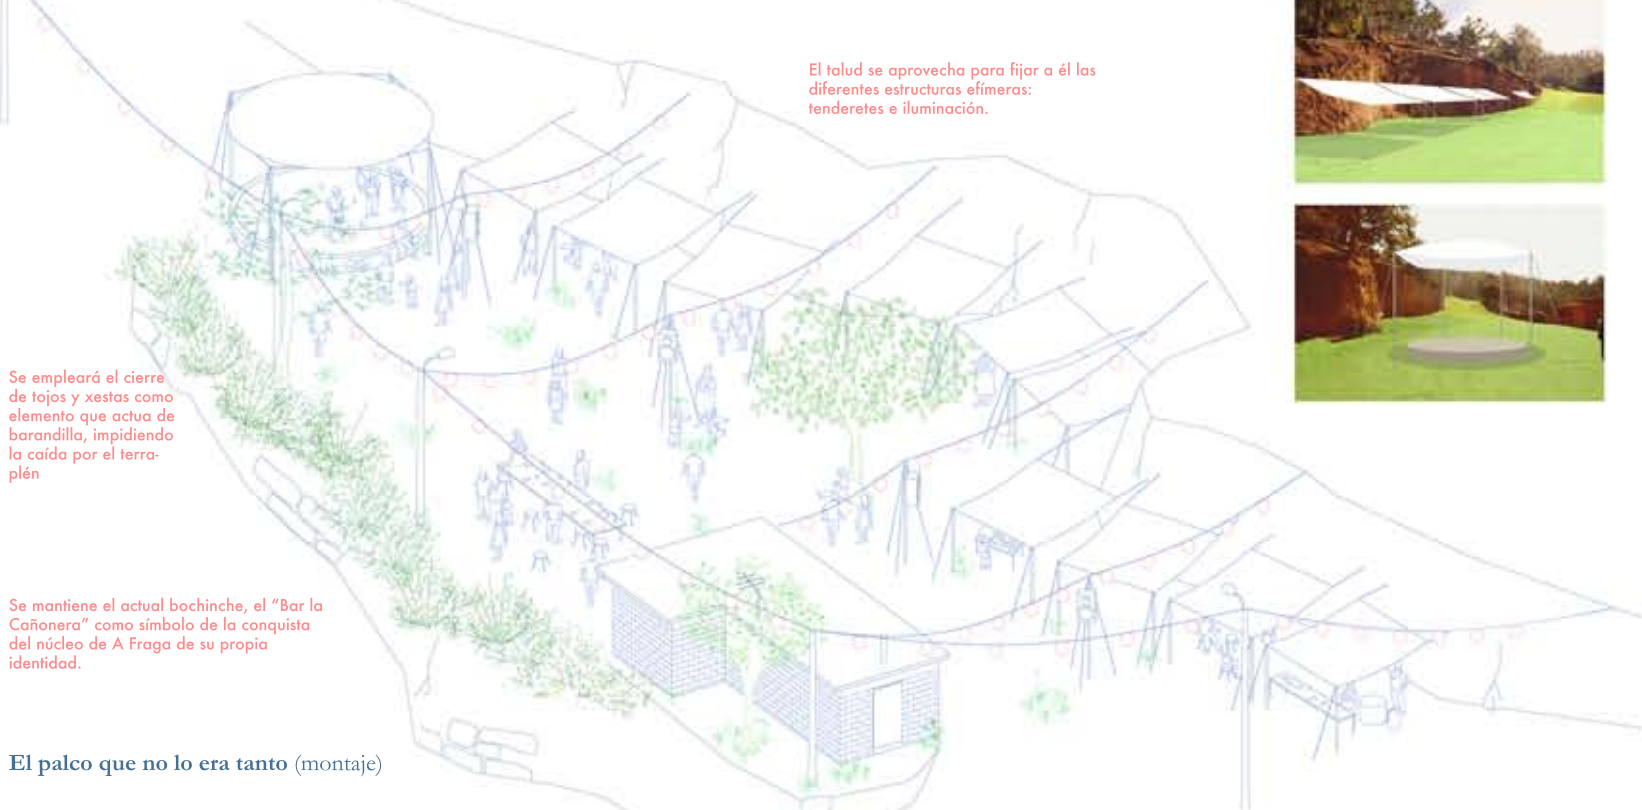 El talud se aprovecha para fijar a él las
diferentes estructuras efímeras:
tenderetes e iluminación.
Se empleará el cierre
de tojos y xestas como
elemento que actua de
barandilla, impidiendo
la caída por el terra-
plén
Se mantiene el actual bochinche, el “Bar la
Cañonera” como símbolo de la conquista
del núcleo de A Fraga de su propia
identidad.
El palco que no lo era tanto (montaje)